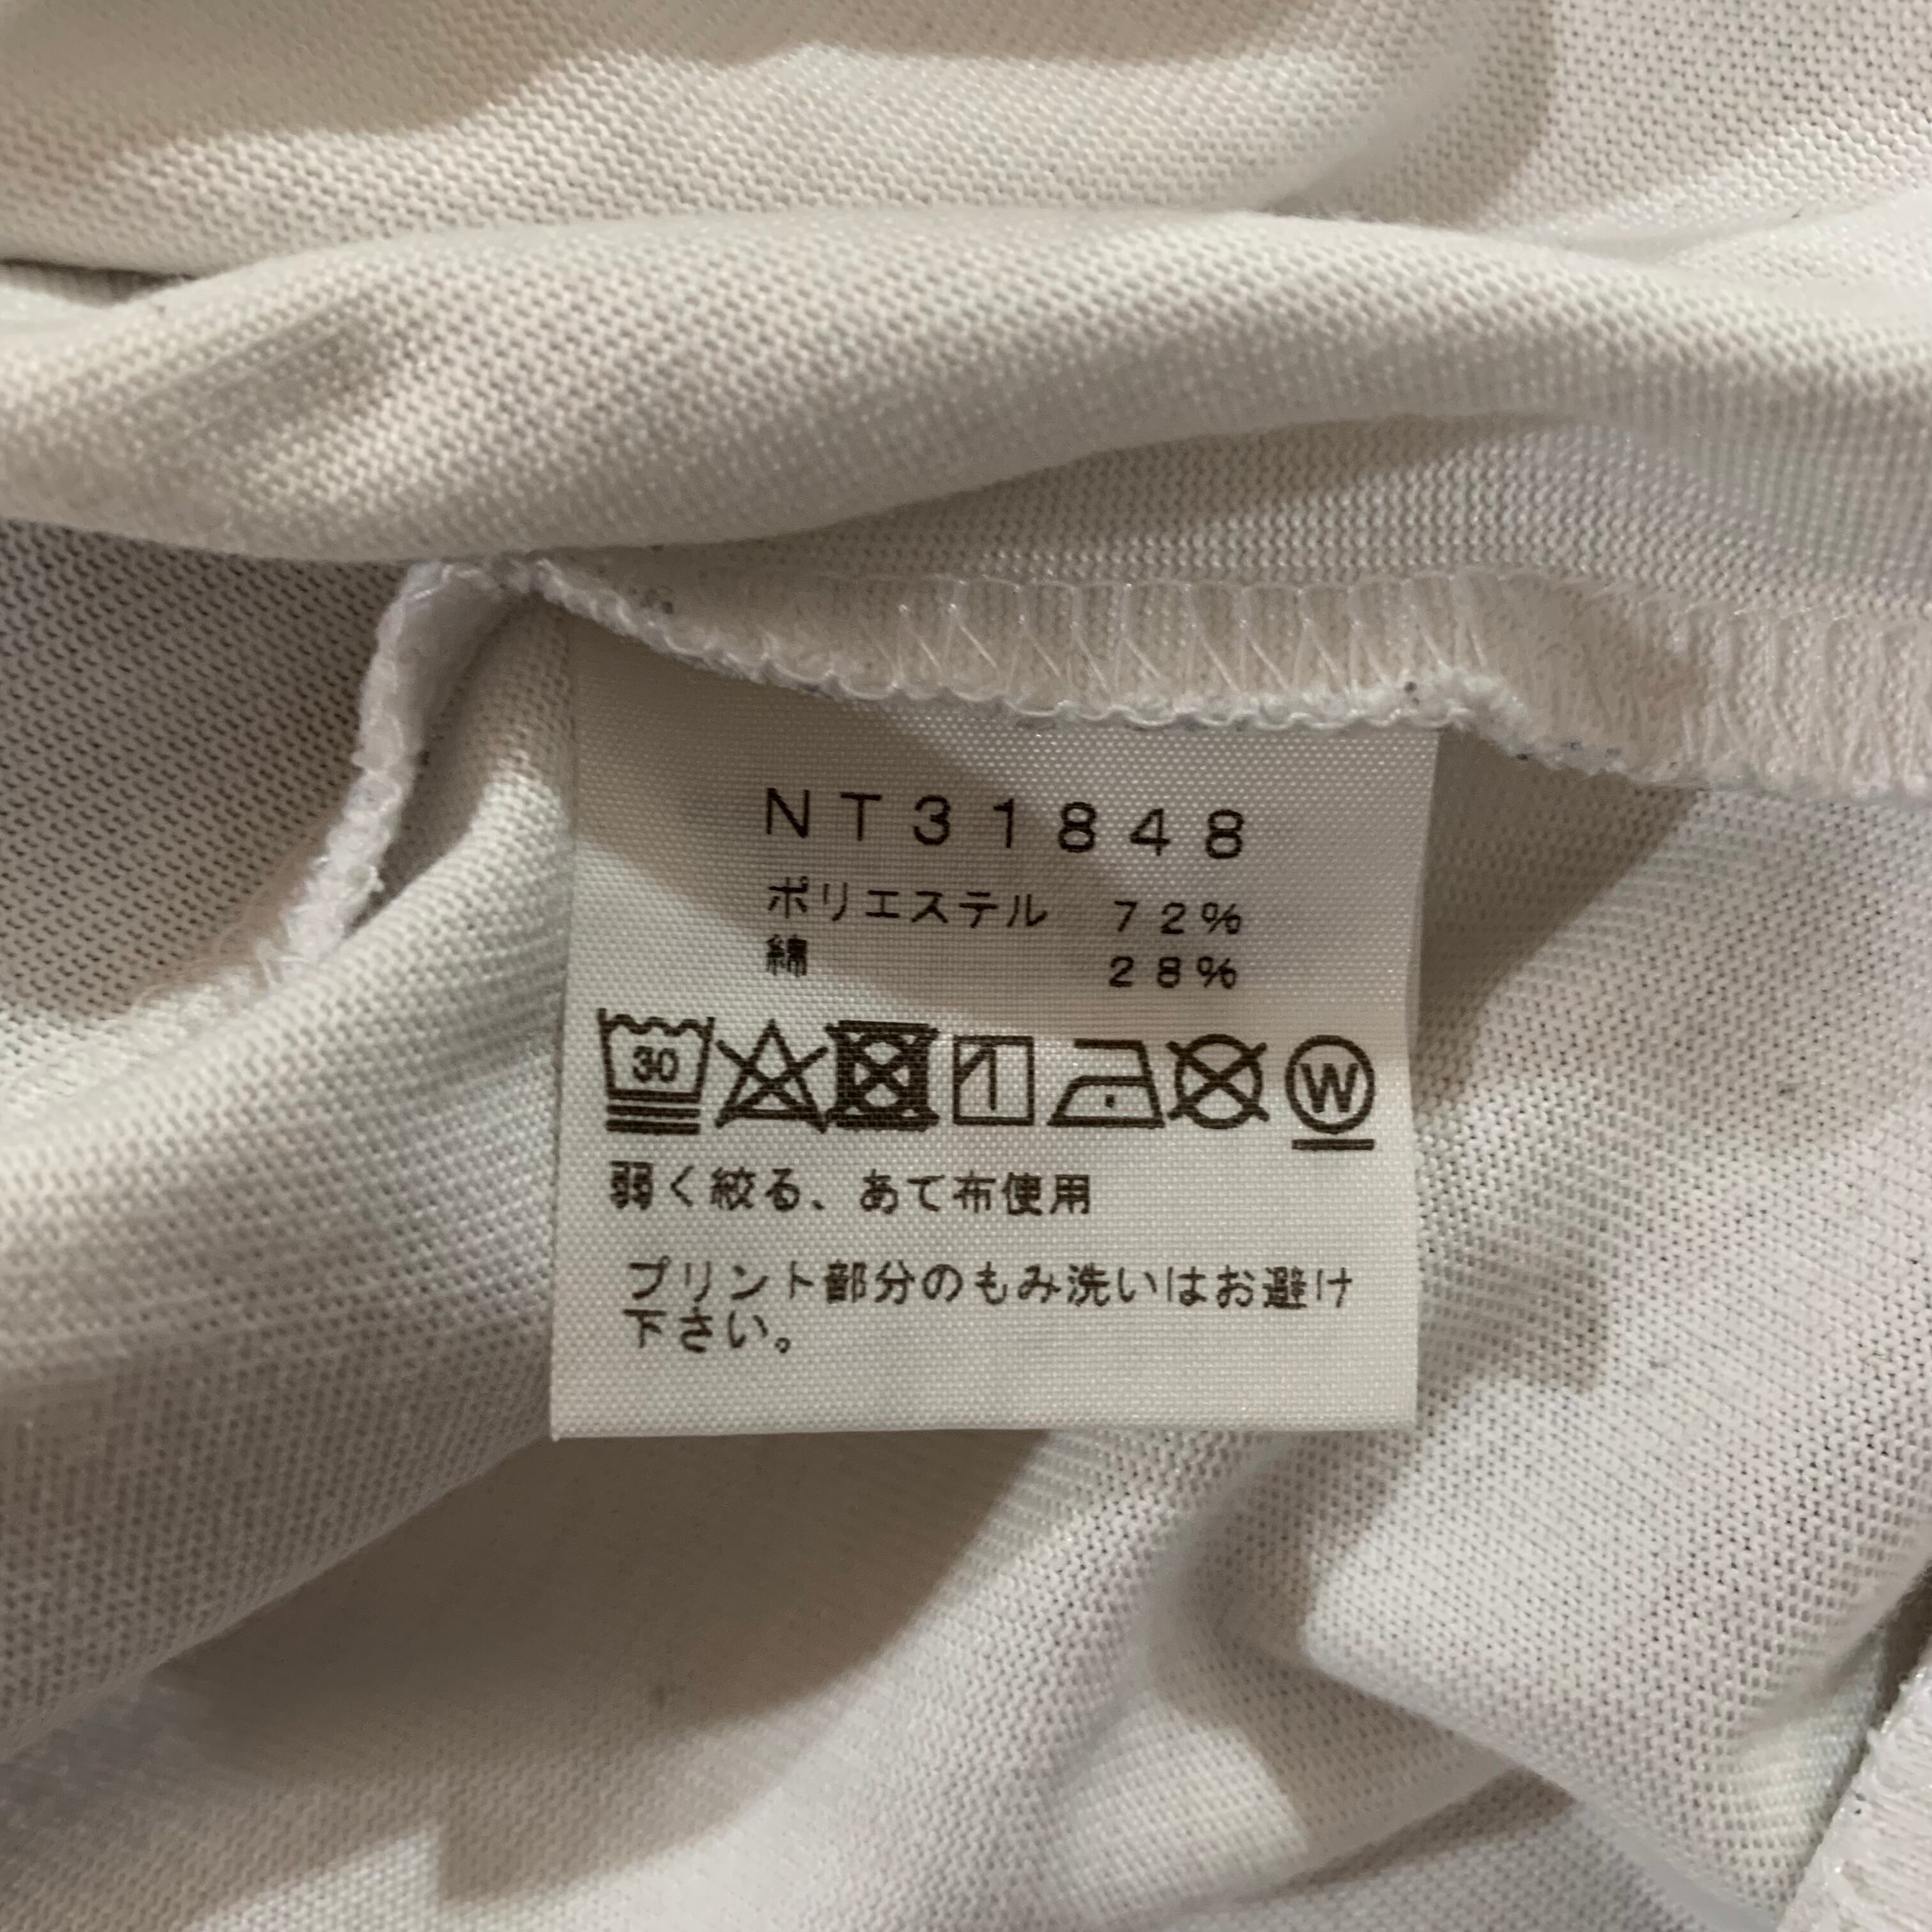 NT31848
ポリエステル 72%
綿 28%
30 W
弱く絞る、あて布使用
プリント部分のもみ洗いはお避け
下さい。